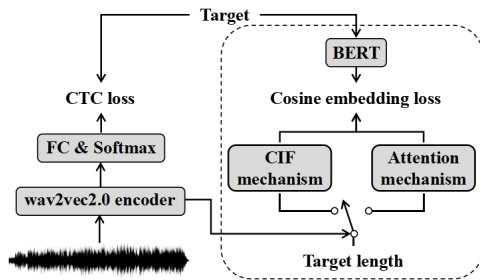 Target
BERT
CTC loss
Cosine embedding loss
FC & Softmax
CIF
mechanism
Attention
mechanism
wav2vec2.0 encoder
Target length